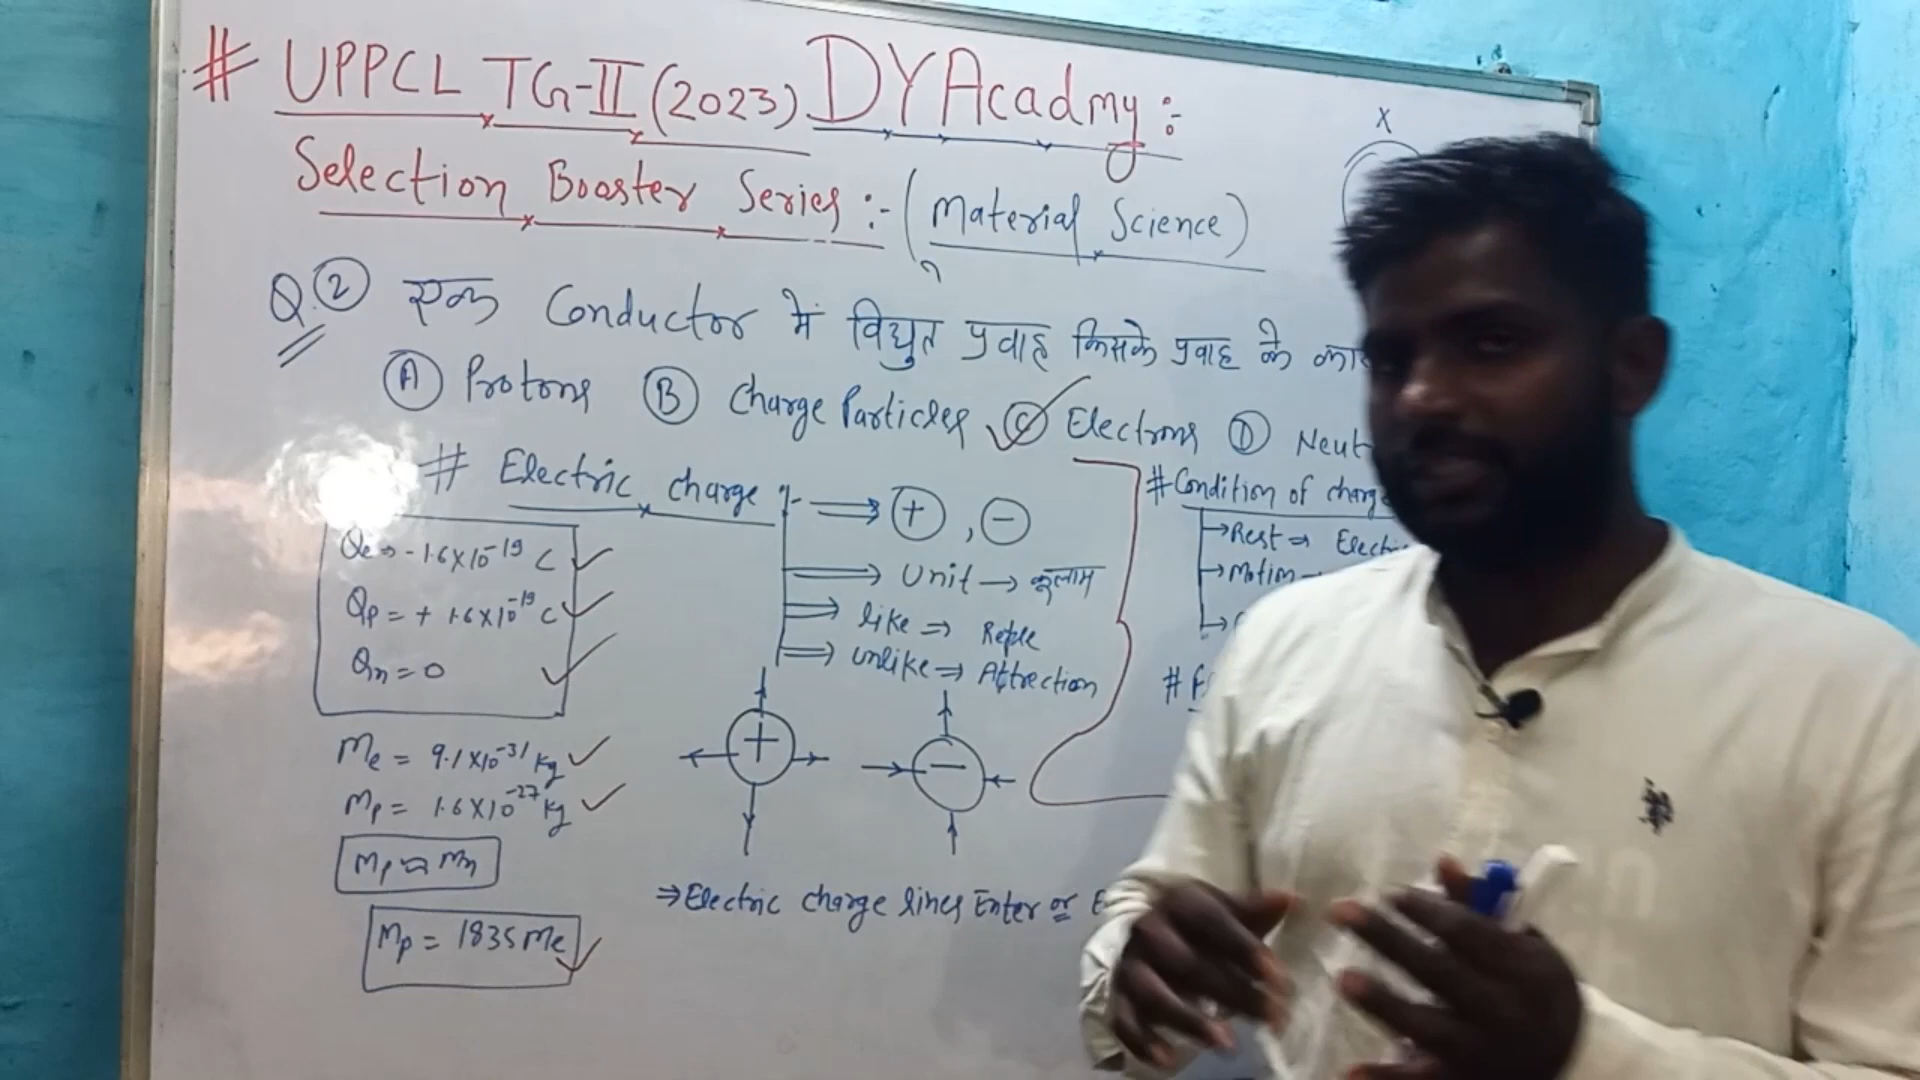 # UPPCL TG-II (2023) DY Acadmy :-
Selection Booster Series :- (Material Science)
Q.② एक Conductor में विद्युत प्रवाह किसके प्रवाह के
Ⓐ Protons Ⓑ Charge Particles Ⓒ Electrons Ⓓ
# Electric charge :- ⇒ ⊕ , ⊖
Unit → कूलाम
like ⇒ Reple
unlike ⇒ Attrection
Qe ⇒ -1.6×10⁻¹⁹ C
Qp = + 1.6×10⁻¹⁹ C
Qn = 0
Me = 9.1×10⁻³¹ kg
Mp = 1.6×10⁻²⁷ kg
Mp ≈ Mn
Mp = 1835 Me
+ −
⇒ Electric charge lines Enter or
# Condition of
→ Rest ⇒
→ Motion
#
X